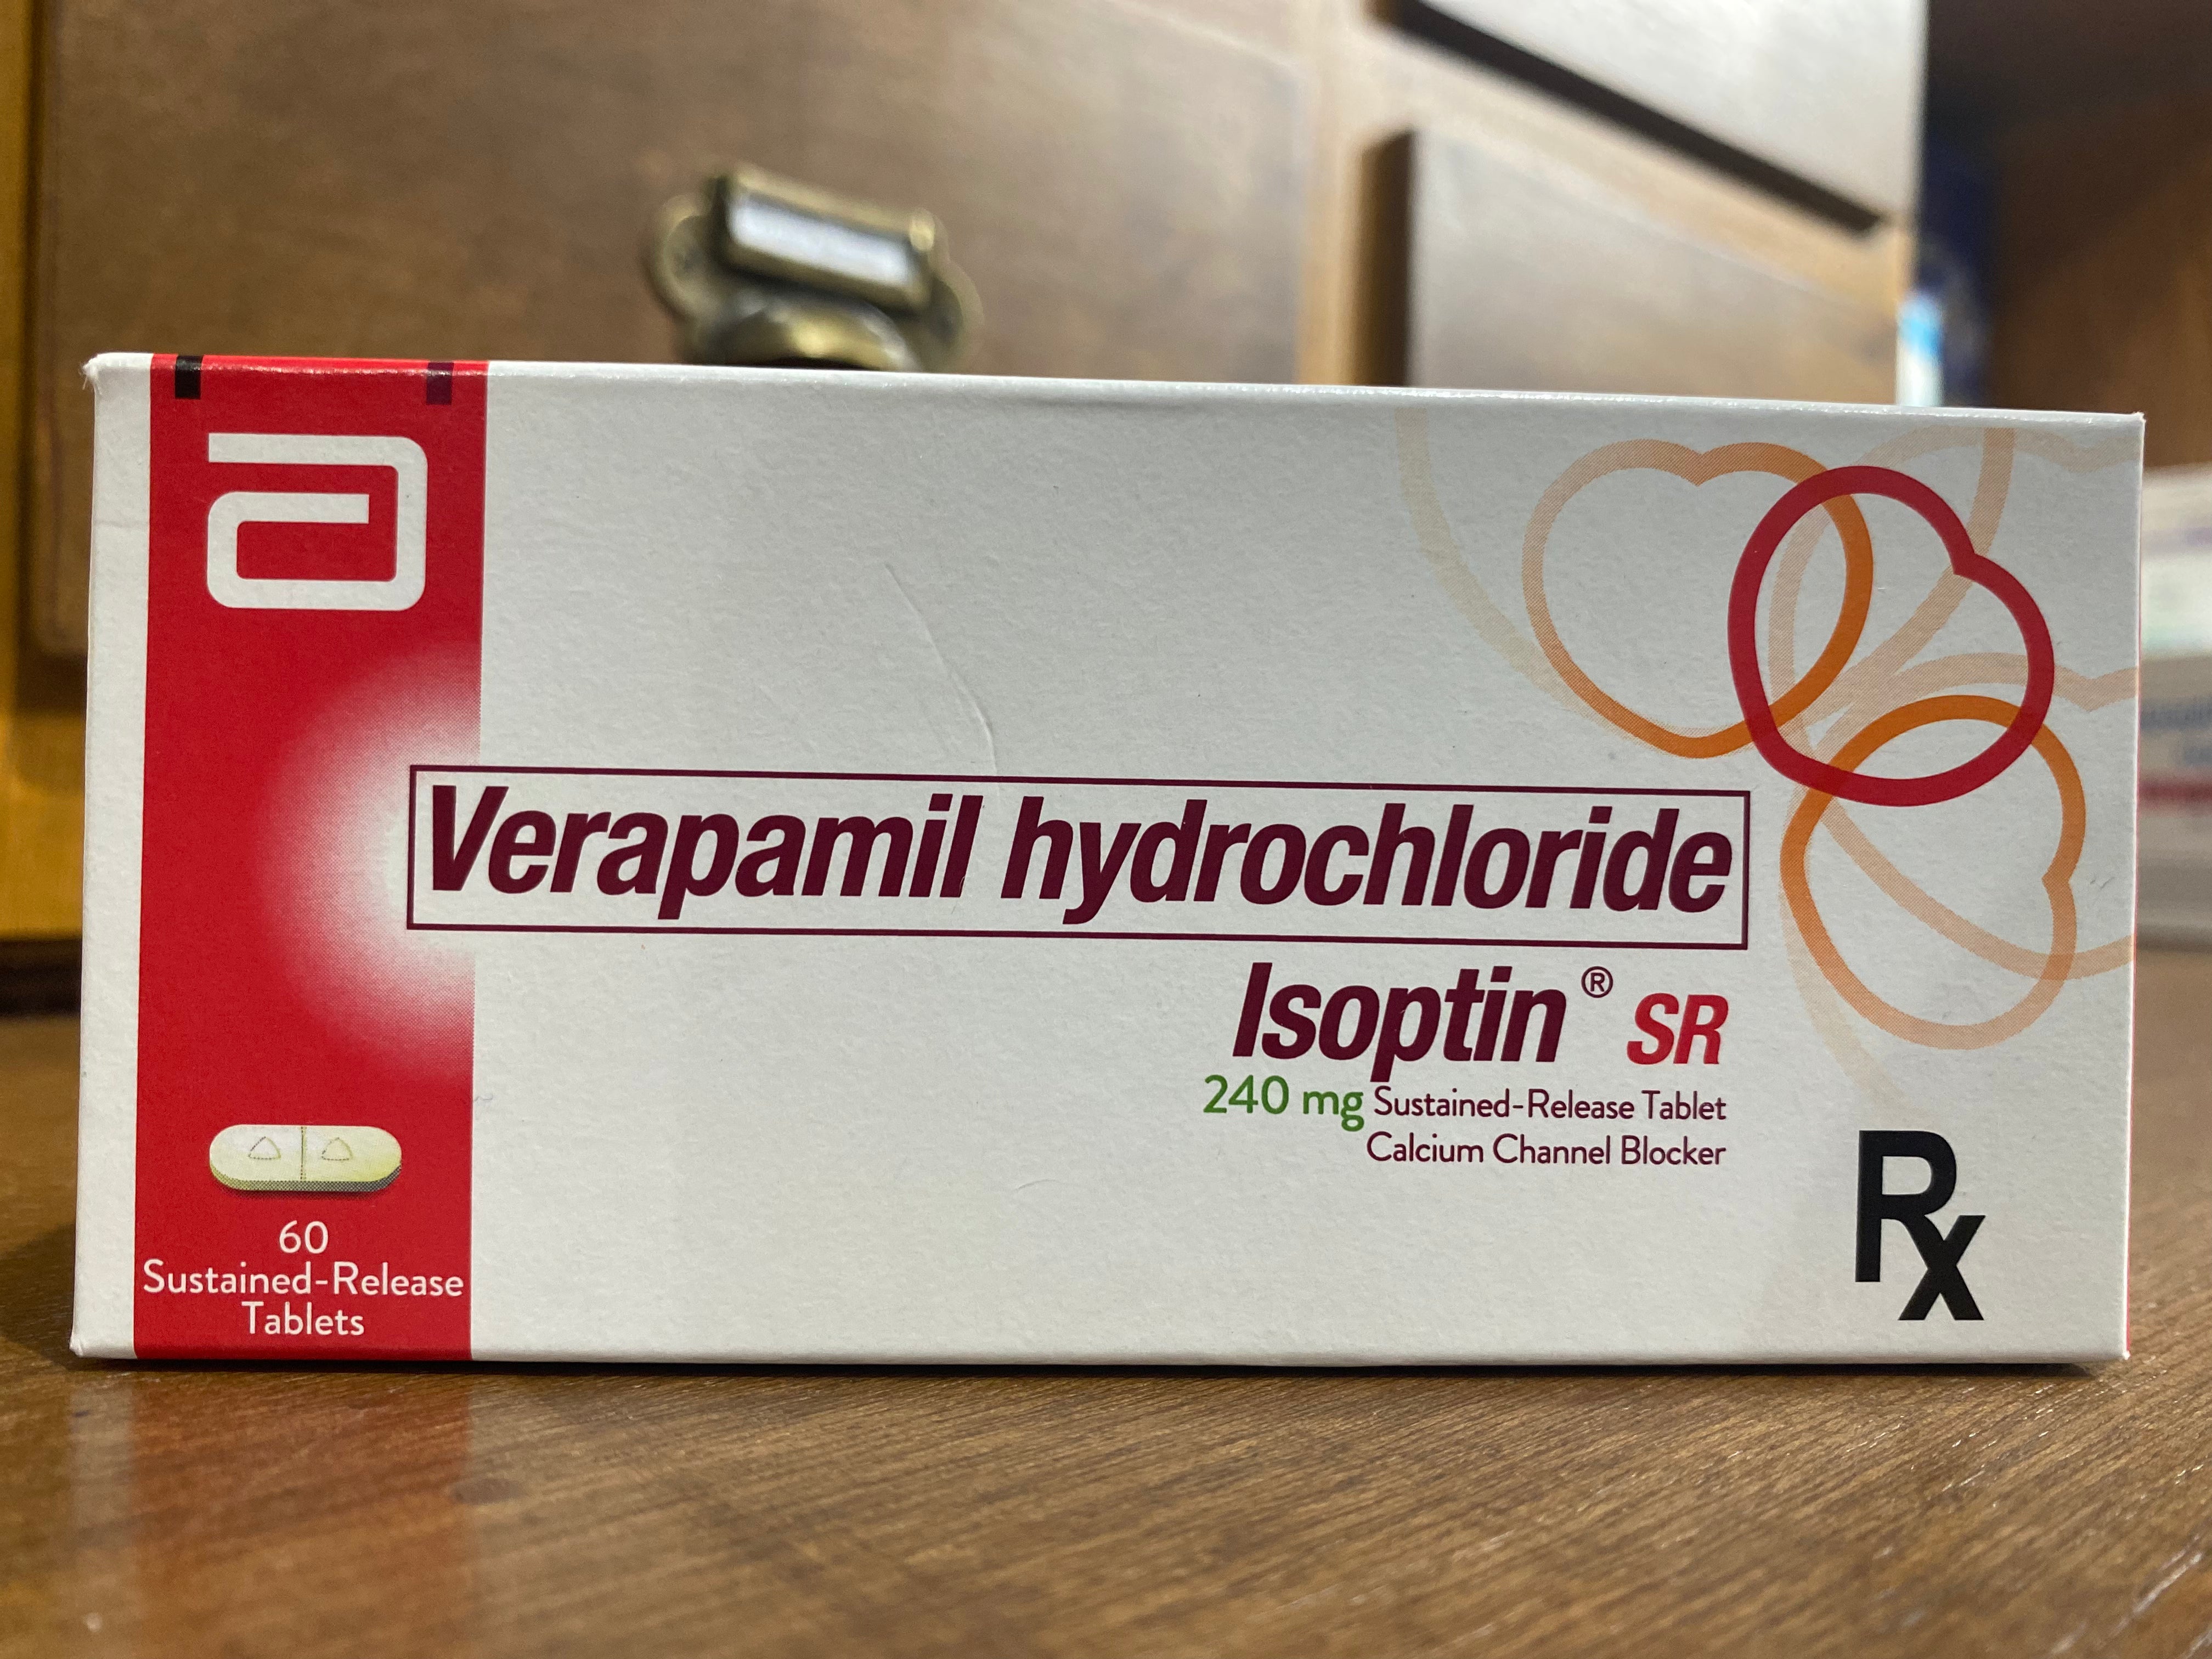 Verapamil hydrochloride
Isoptin® SR
240 mg Sustained-Release Tablet
Calcium Channel Blocker
Rx
60
Sustained-Release
Tablets